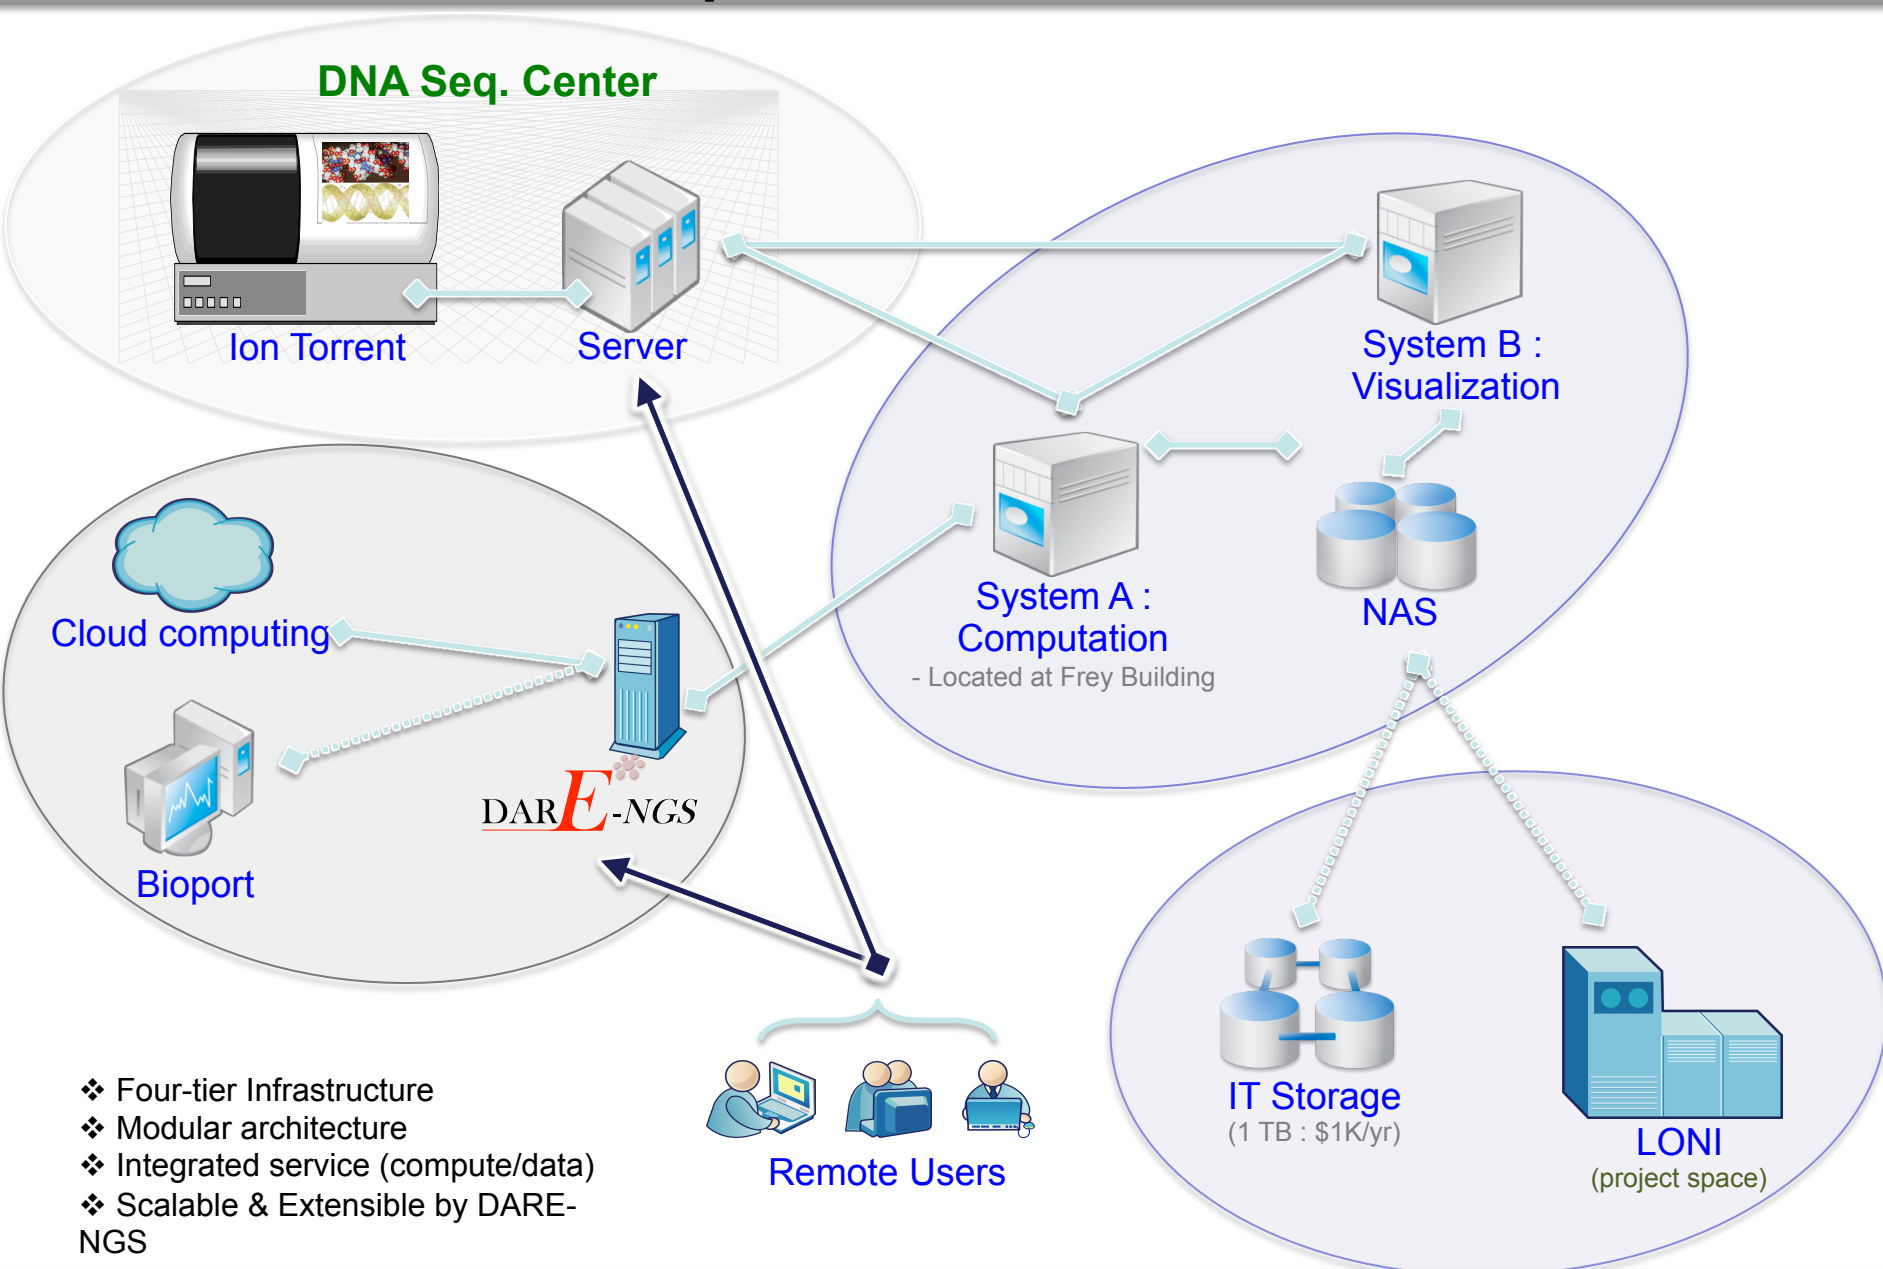 DNA Seq. Center
Ion Torrent
Server
System B :
Visualization
System A :
Computation
- Located at Frey Building
NAS
Cloud computing
Bioport
DARE-NGS
IT Storage
(1 TB : $1K/yr)
LONI
(project space)
Remote Users
❖ Four-tier Infrastructure
❖ Modular architecture
❖ Integrated service (compute/data)
❖ Scalable & Extensible by DARE-
NGS